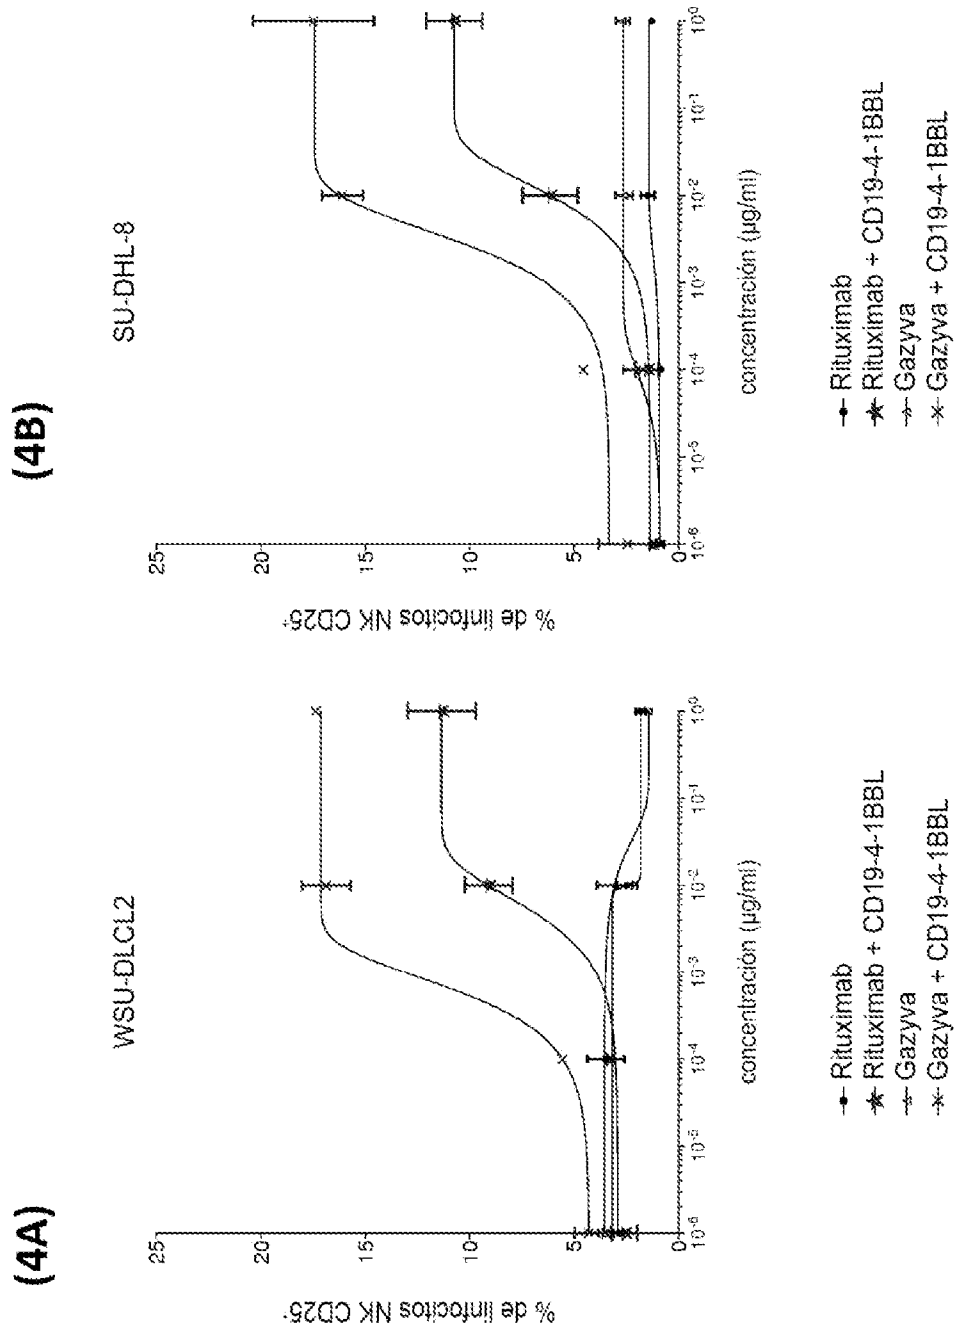 (4A)
WSU-DLCL2
% de linfocitos NK CD25⁺
25
20
15
10
5
0
10⁻⁶
10⁻⁵
10⁻⁴
10⁻³
10⁻²
10⁻¹
10⁰
concentración (µg/ml)
Rituximab
Rituximab + CD19-4-1BBL
Gazyva
Gazyva + CD19-4-1BBL
(4B)
SU-DHL-8
% de linfocitos NK CD25⁺
25
20
15
10
5
0
10⁻⁶
10⁻⁵
10⁻⁴
10⁻³
10⁻²
10⁻¹
10⁰
concentración (µg/ml)
Rituximab
Rituximab + CD19-4-1BBL
Gazyva
Gazyva + CD19-4-1BBL